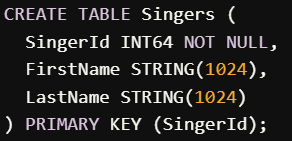 CREATE TABLE Singers (
  SingerId INT64 NOT NULL,
  FirstName STRING(1024),
  LastName STRING(1024)
) PRIMARY KEY (SingerId);